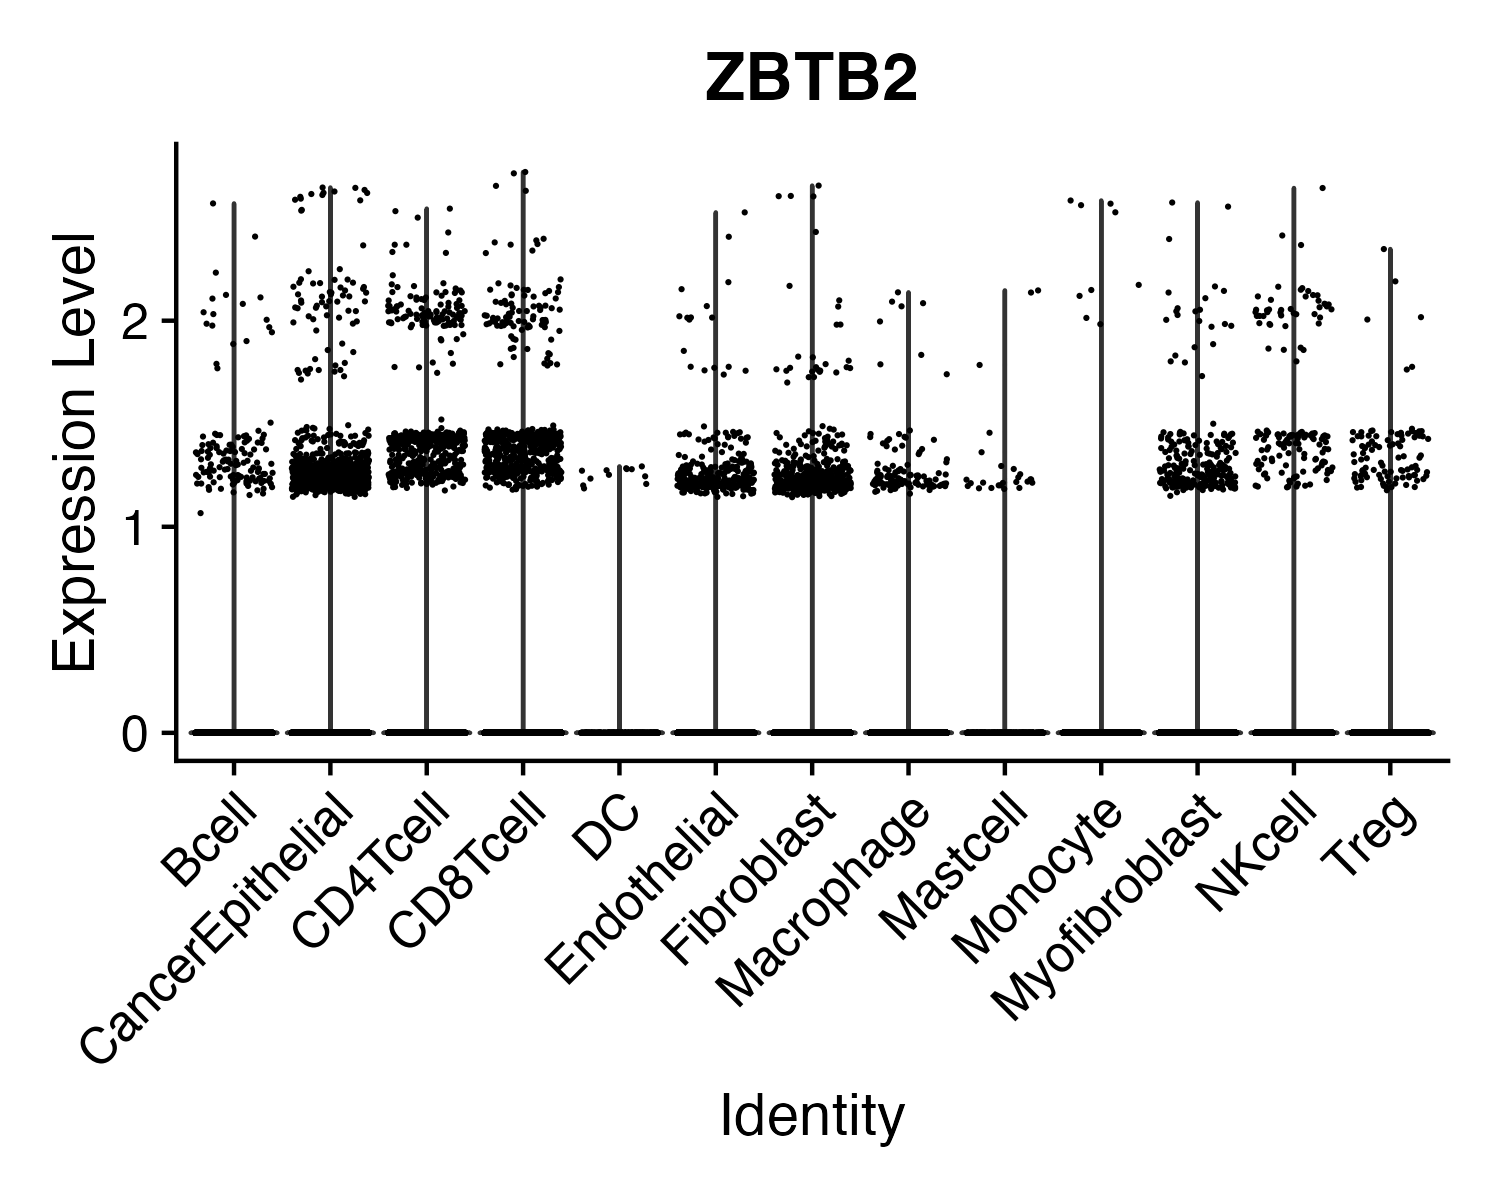 ZBTB2
Expression Level
2
1
0
Bcell
CancerEpithelial
CD4Tcell
CD8Tcell
DC
Endothelial
Fibroblast
Macrophage
Mastcell
Monocyte
Myofibroblast
NKcell
Treg
Identity